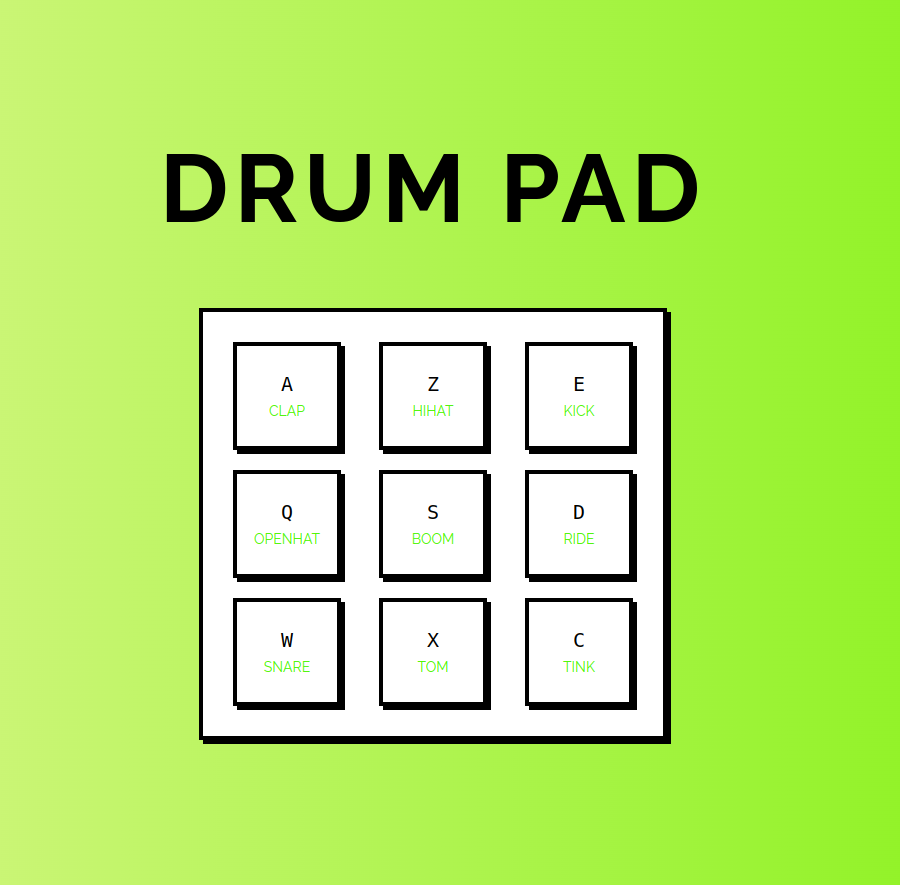 DRUM PAD
A Z E
CLAP HIHAT KICK
Q S D
OPENHAT BOOM RIDE
W X C
SNARE TOM TINK